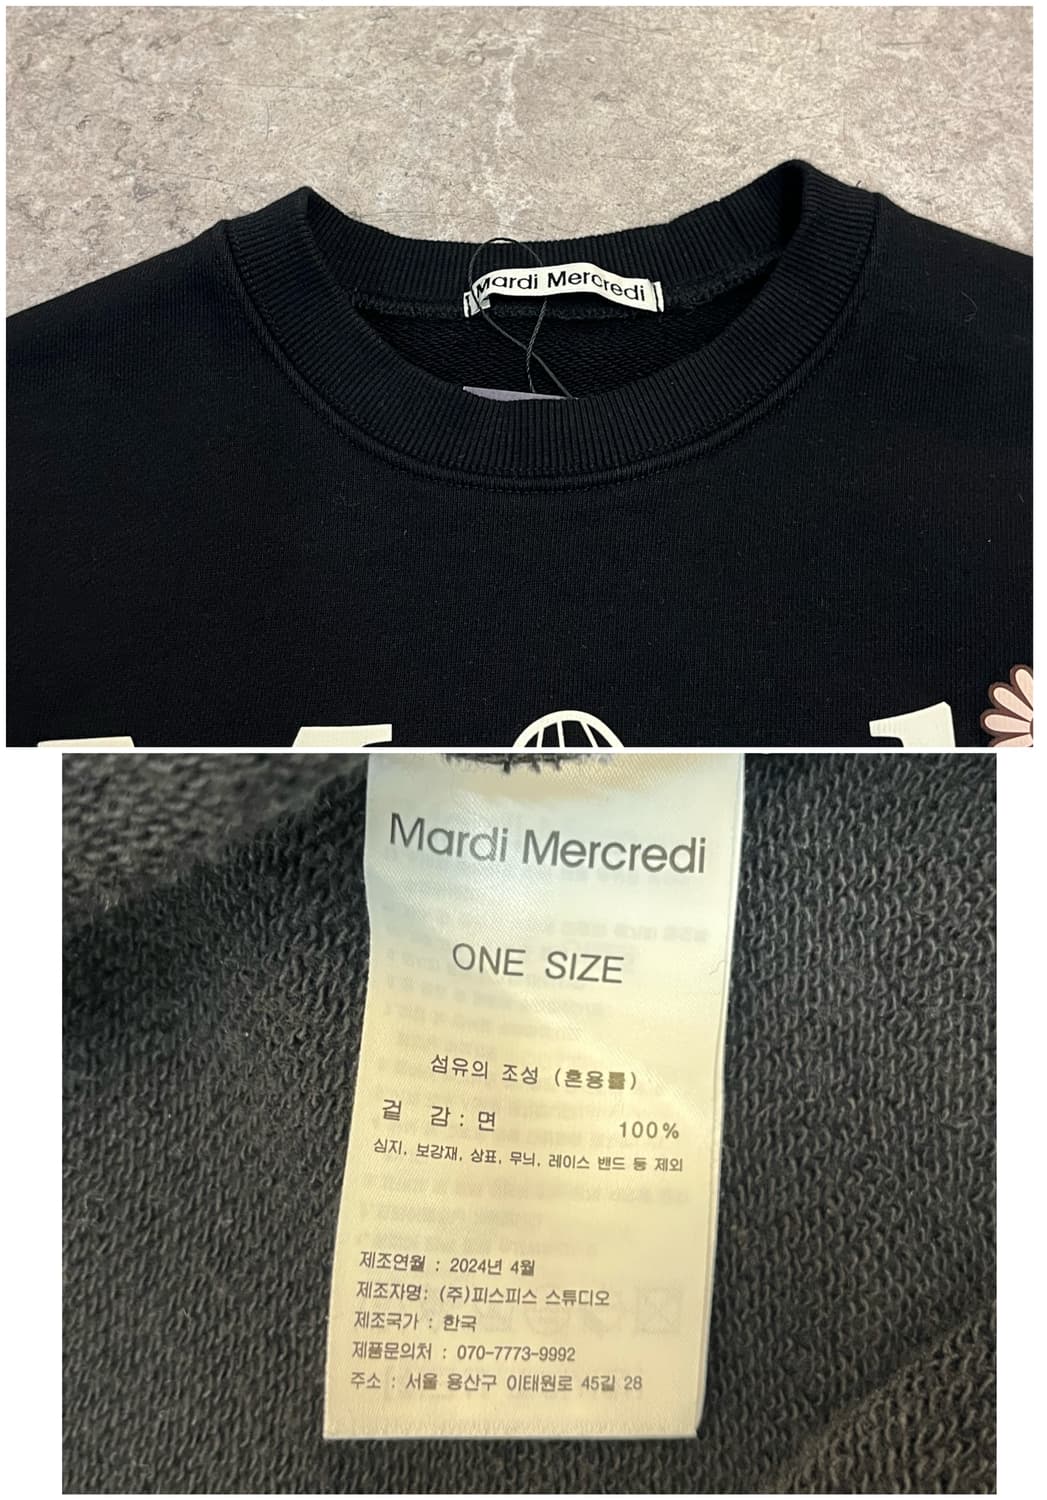 Mardi Mercredi
Mardi Mercredi
ONE SIZE
섬유의 조성 (혼용률)
겉 감 : 면 100%
심지, 보강재, 상표, 무늬, 레이스 밴드 등 제외
제조연월 : 2024년 4월
제조자명: (주)피스피스 스튜디오
제조국가 : 한국
제품문의처 : 070-7773-9992
주소 : 서울 용산구 이태원로 45길 28